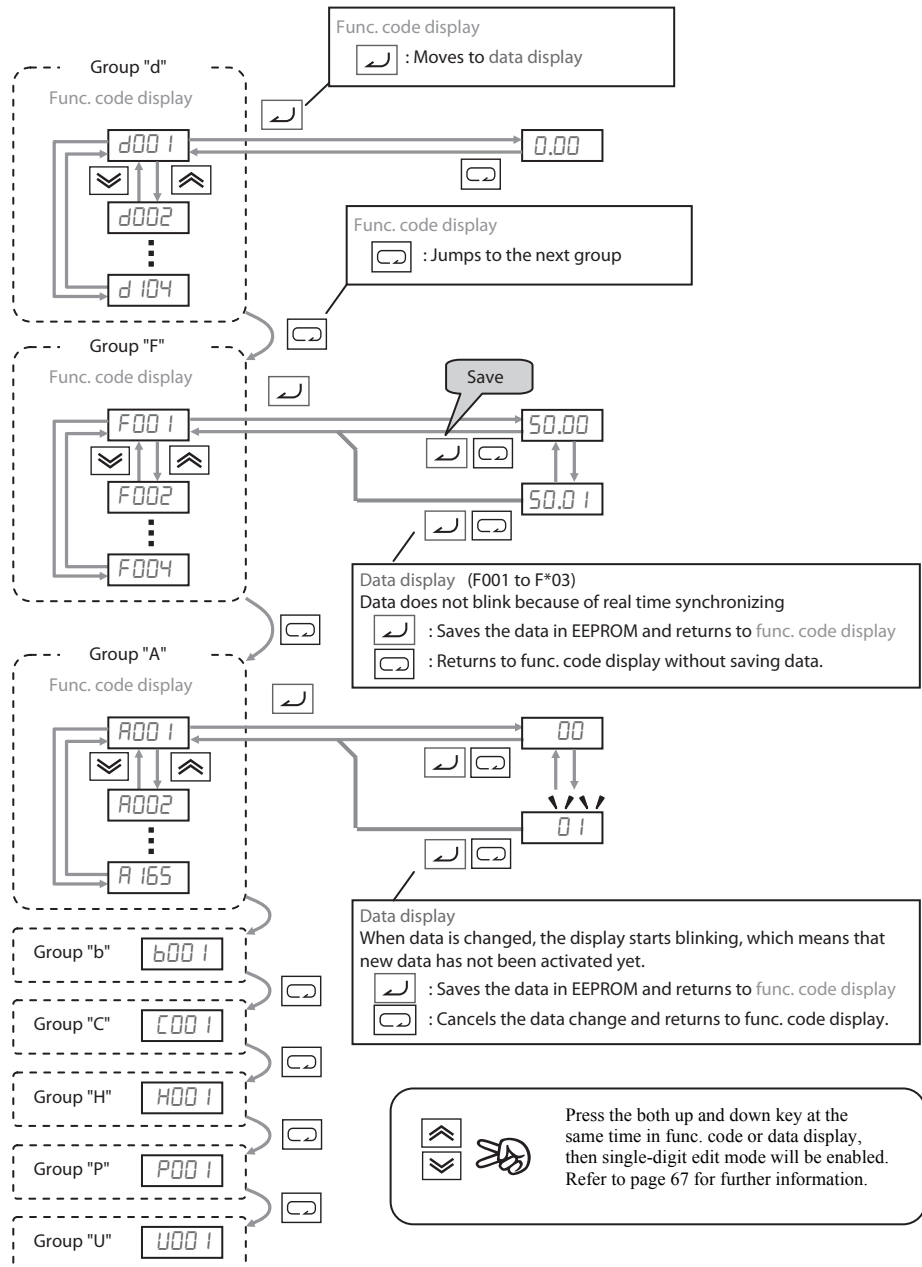 Func. code display
: Moves to data display
Group "d"
Func. code display
d001
0.00
d002
d104
Func. code display
: Jumps to the next group
Group "F"
Func. code display
Save
F001
50.00
F002
50.01
F004
Data display (F001 to F*03)
Data does not blink because of real time synchronizing
: Saves the data in EEPROM and returns to func. code display
: Returns to func. code display without saving data.
Group "A"
Func. code display
A001
00
A002
01
A165
Data display
When data is changed, the display starts blinking, which means that
new data has not been activated yet.
: Saves the data in EEPROM and returns to func. code display
: Cancels the data change and returns to func. code display.
Group "b"
b001
Group "C"
C001
Group "H"
H001
Group "P"
P001
Group "U"
U001
Press the both up and down key at the
same time in func. code or data display,
then single-digit edit mode will be enabled.
Refer to page 67 for further information.